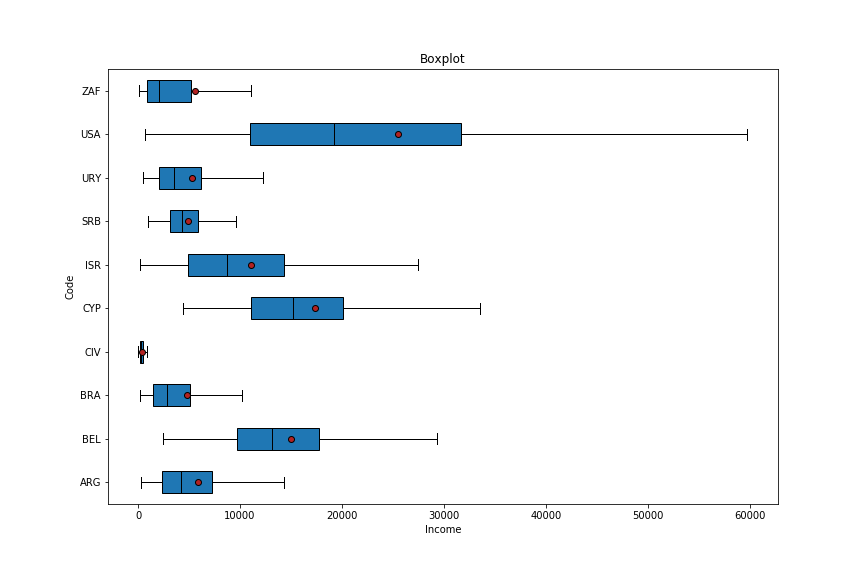 Boxplot
ZAF
USA
URY
SRB
ISR
CYP
CIV
BRA
BEL
ARG
Code
0 10000 20000 30000 40000 50000 60000
Income